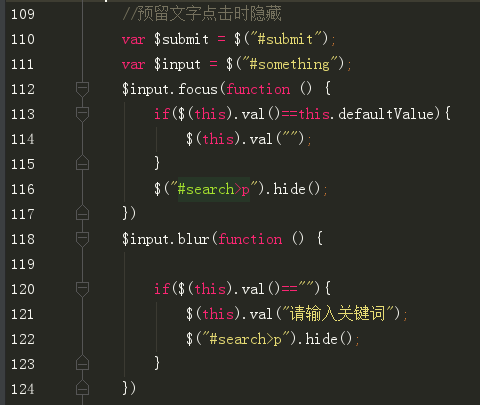 109 //预留文字点击时隐藏
110 var $submit = $("#submit");
111 var $input = $("#something");
112 $input.focus(function () {
113 if($(this).val()==this.defaultValue){
114 $(this).val("");
115 }
116 $("#search>p").hide();
117 })
118 $input.blur(function () {
119
120 if($(this).val()==""){
121 $(this).val("请输入关键词");
122 $("#search>p").hide();
123 }
124 })